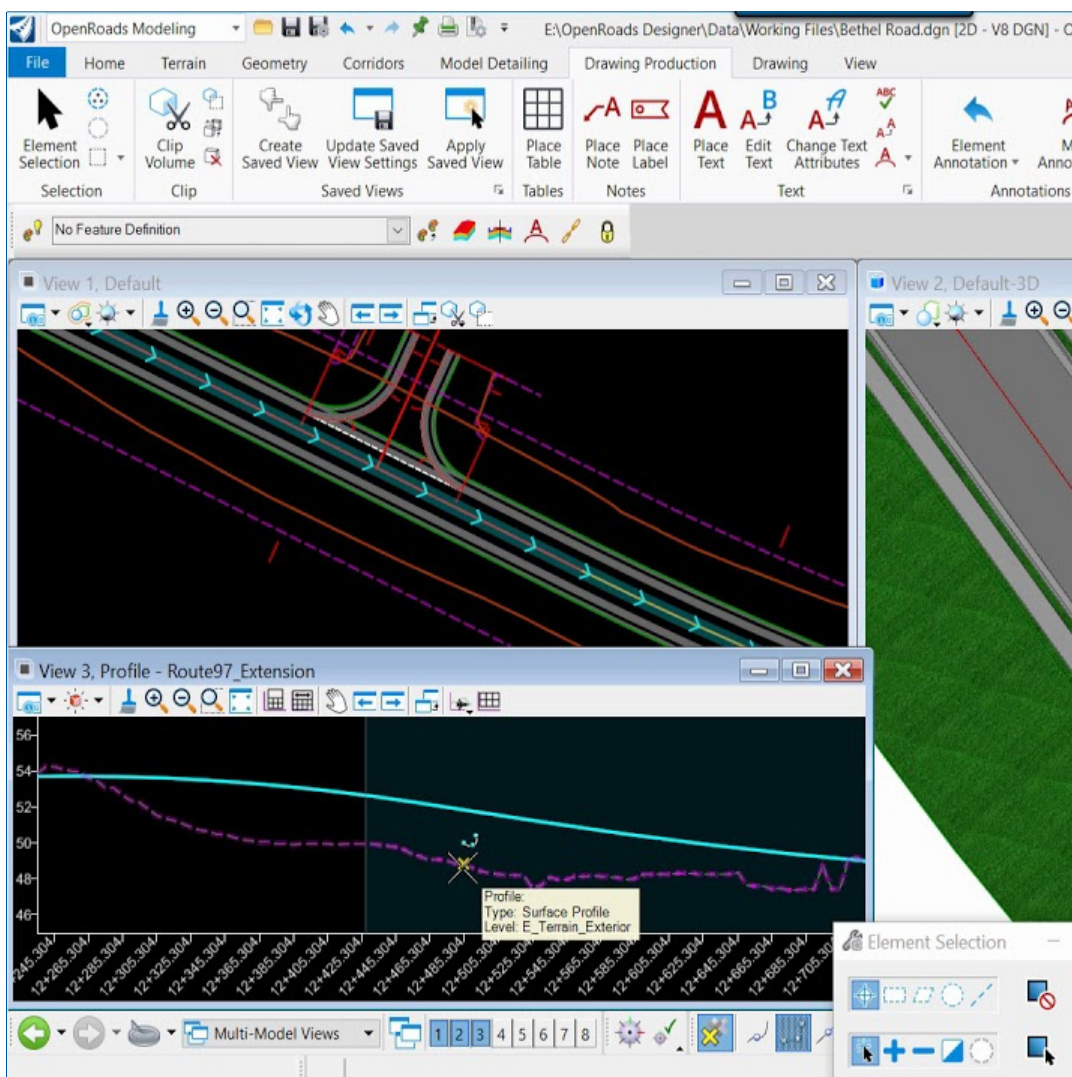 OpenRoads Modeling
E:\OpenRoads Designer\Data\Working Files\Bethel Road.dgn [2D - V8 DGN] - O
File Home Terrain Geometry Corridors Model Detailing Drawing Production Drawing View
Element Selection
Clip Volume
Create Saved View
Update Saved View Settings
Apply Saved View
Place Table
Place Note
Place Label
Place Text
Edit Text
Change Text Attributes
Element Annotation
Selection Clip Saved Views Tables Notes Text Annotations
No Feature Definition
View 1, Default
View 2, Default-3D
View 3, Profile - Route97_Extension
56
54
52
50
48
46
Profile:
Type: Surface Profile
Level: E_Terrain_Exterior
12+245.304 12+265.304 12+285.304 12+305.304 12+325.304 12+345.304 12+365.304 12+385.304 12+405.304 12+425.304 12+445.304 12+465.304 12+485.304 12+505.304 12+525.304 12+545.304 12+565.304 12+585.304 12+605.304 12+625.304 12+645.304 12+665.304 12+685.304 12+705.304
Element Selection
Multi-Model Views
1 2 3 4 5 6 7 8